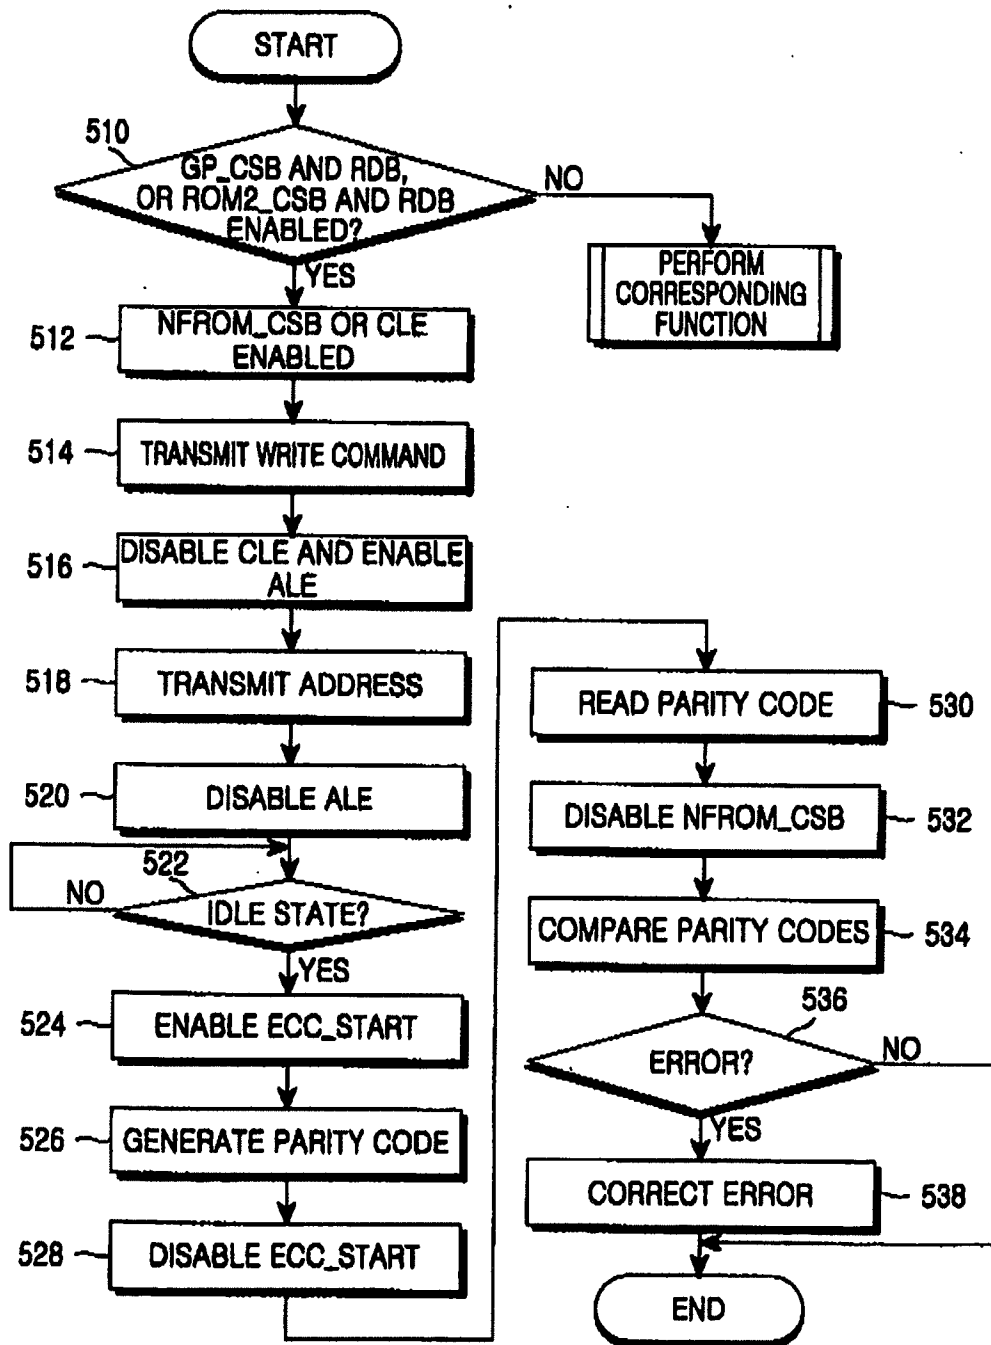 START
510
GP_CSB AND RDB,
OR ROM2_CSB AND RDB
ENABLED?
NO
YES
PERFORM
CORRESPONDING
FUNCTION
512
NFROM_CSB OR CLE
ENABLED
514
TRANSMIT WRITE COMMAND
516
DISABLE CLE AND ENABLE
ALE
518
TRANSMIT ADDRESS
520
DISABLE ALE
522
NO
IDLE STATE?
YES
524
ENABLE ECC_START
526
GENERATE PARITY CODE
528
DISABLE ECC_START
READ PARITY CODE
530
DISABLE NFROM_CSB
532
COMPARE PARITY CODES
534
536
ERROR?
NO
YES
CORRECT ERROR
538
END